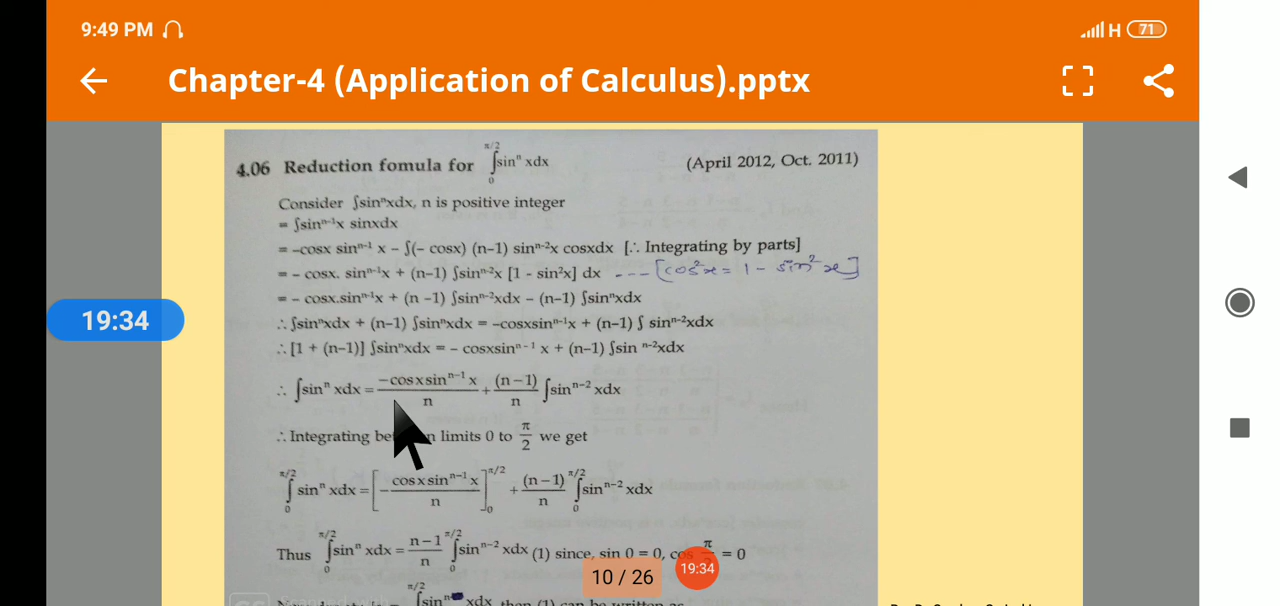 9:49 PM H 71
Chapter-4 (Application of Calculus).pptx
4.06 Reduction fomula for ∫₀^{π/2} sinⁿ xdx (April 2012, Oct. 2011)
Consider ∫sinⁿxdx, n is positive integer
= ∫sinⁿ⁻¹x sinxdx
= -cosx sinⁿ⁻¹ x - ∫(- cosx) (n-1) sinⁿ⁻²x cosxdx [∴ Integrating by parts]
= - cosx. sinⁿ⁻¹x + (n-1) ∫sinⁿ⁻²x [1 - sin²x] dx --- [cos²x = 1 - sin²x]
= - cosx.sinⁿ⁻¹x + (n -1) ∫sinⁿ⁻²xdx - (n-1) ∫sinⁿxdx
19:34
∴ ∫sinⁿxdx + (n-1) ∫sinⁿxdx = -cosxsinⁿ⁻¹x + (n-1) ∫ sinⁿ⁻²xdx
∴ [1 + (n-1)] ∫sinⁿxdx = - cosxsinⁿ⁻¹ x + (n-1) ∫sin ⁿ⁻²xdx
∴ ∫sinⁿ xdx = (-cosx sinⁿ⁻¹ x)/n + (n-1)/n ∫sinⁿ⁻² xdx
∴ Integrating limits 0 to π/2 we get
∫₀^{π/2} sinⁿ xdx = [- (cosx sinⁿ⁻¹ x)/n]₀^{π/2} + (n-1)/n ∫₀^{π/2} sinⁿ⁻² xdx
Thus ∫₀^{π/2} sinⁿ xdx = n-1/n ∫₀^{π/2} sinⁿ⁻² xdx (1) since, sin 0 = 0, cos π = 0
10 / 26
19:34